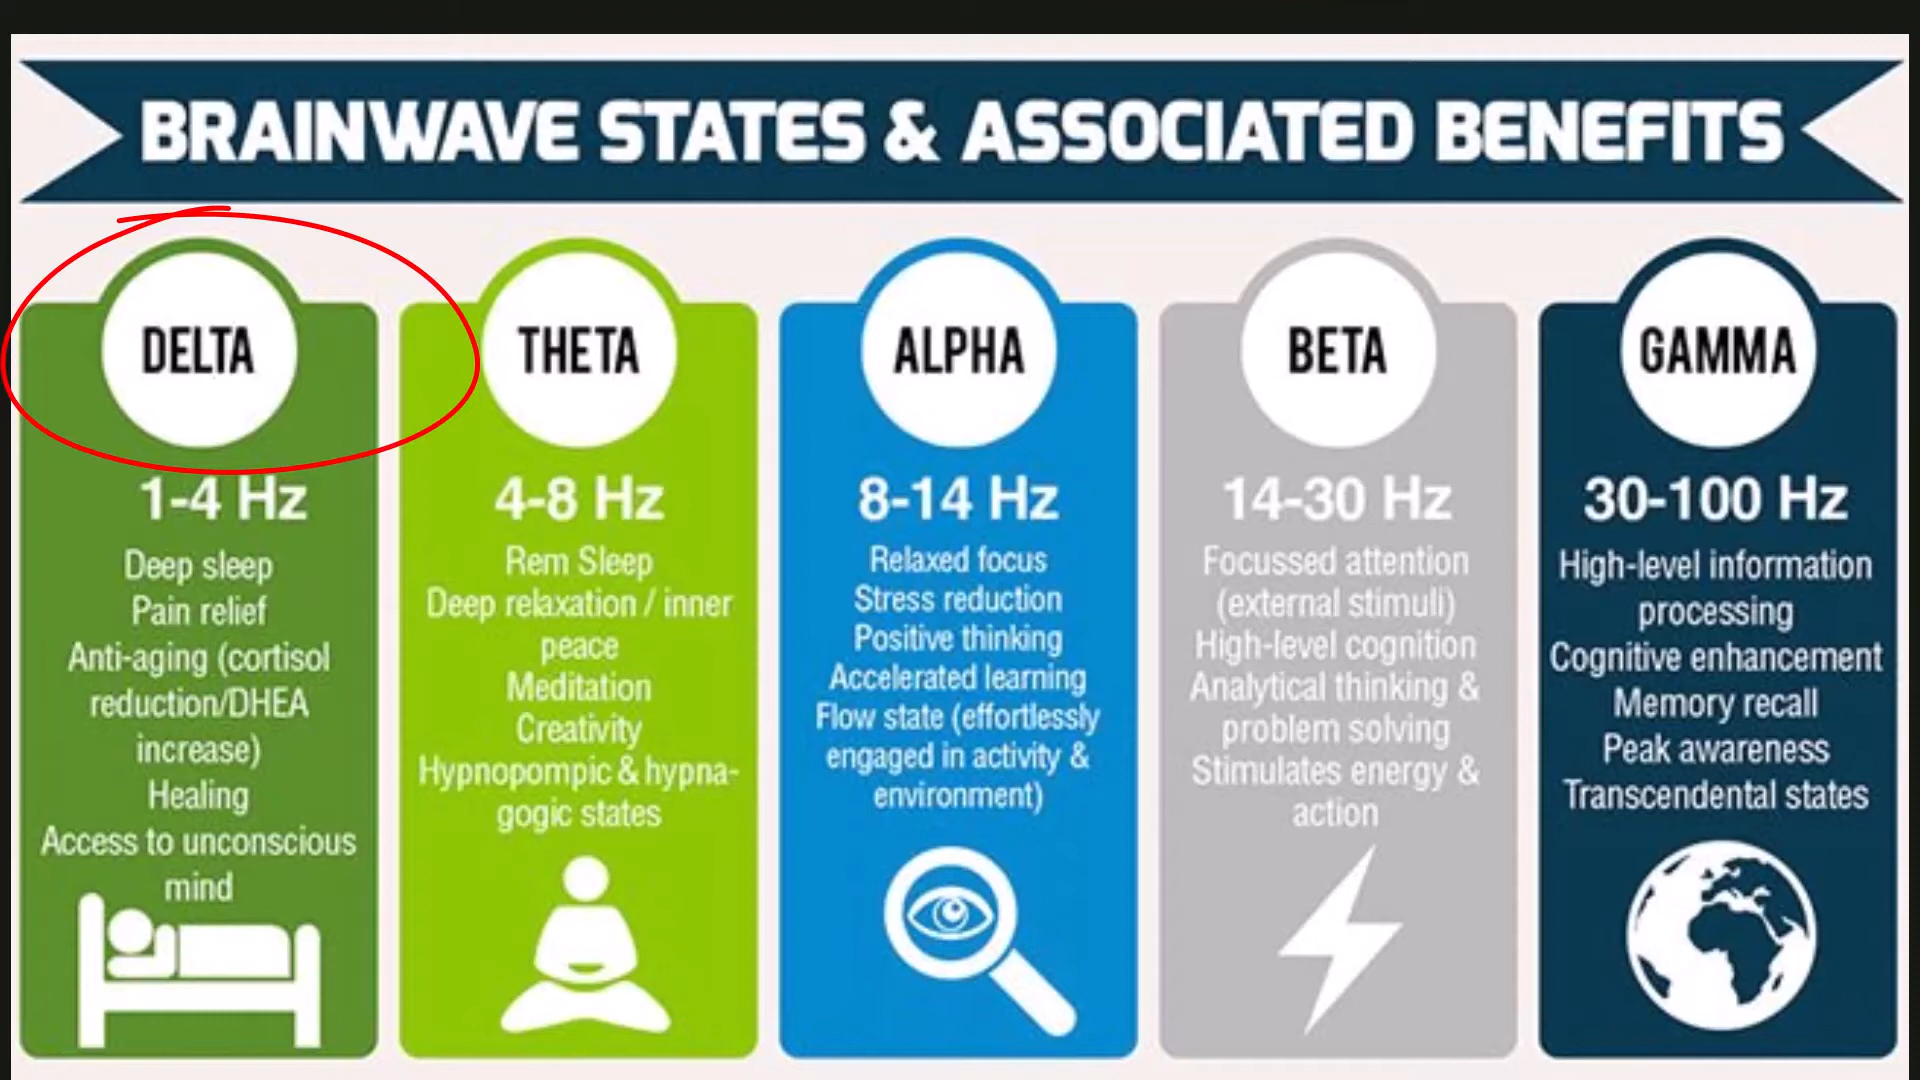 BRAINWAVE STATES & ASSOCIATED BENEFITS
DELTA
1-4 Hz
Deep sleep
Pain relief
Anti-aging (cortisol
reduction/DHEA
increase)
Healing
Access to unconscious
mind
THETA
4-8 Hz
Rem Sleep
Deep relaxation / inner
peace
Meditation
Creativity
Hypnopompic & hypna-
gogic states
ALPHA
8-14 Hz
Relaxed focus
Stress reduction
Positive thinking
Accelerated learning
Flow state (effortlessly
engaged in activity &
environment)
BETA
14-30 Hz
Focussed attention
(external stimuli)
High-level cognition
Analytical thinking &
problem solving
Stimulates energy &
action
GAMMA
30-100 Hz
High-level information
processing
Cognitive enhancement
Memory recall
Peak awareness
Transcendental states